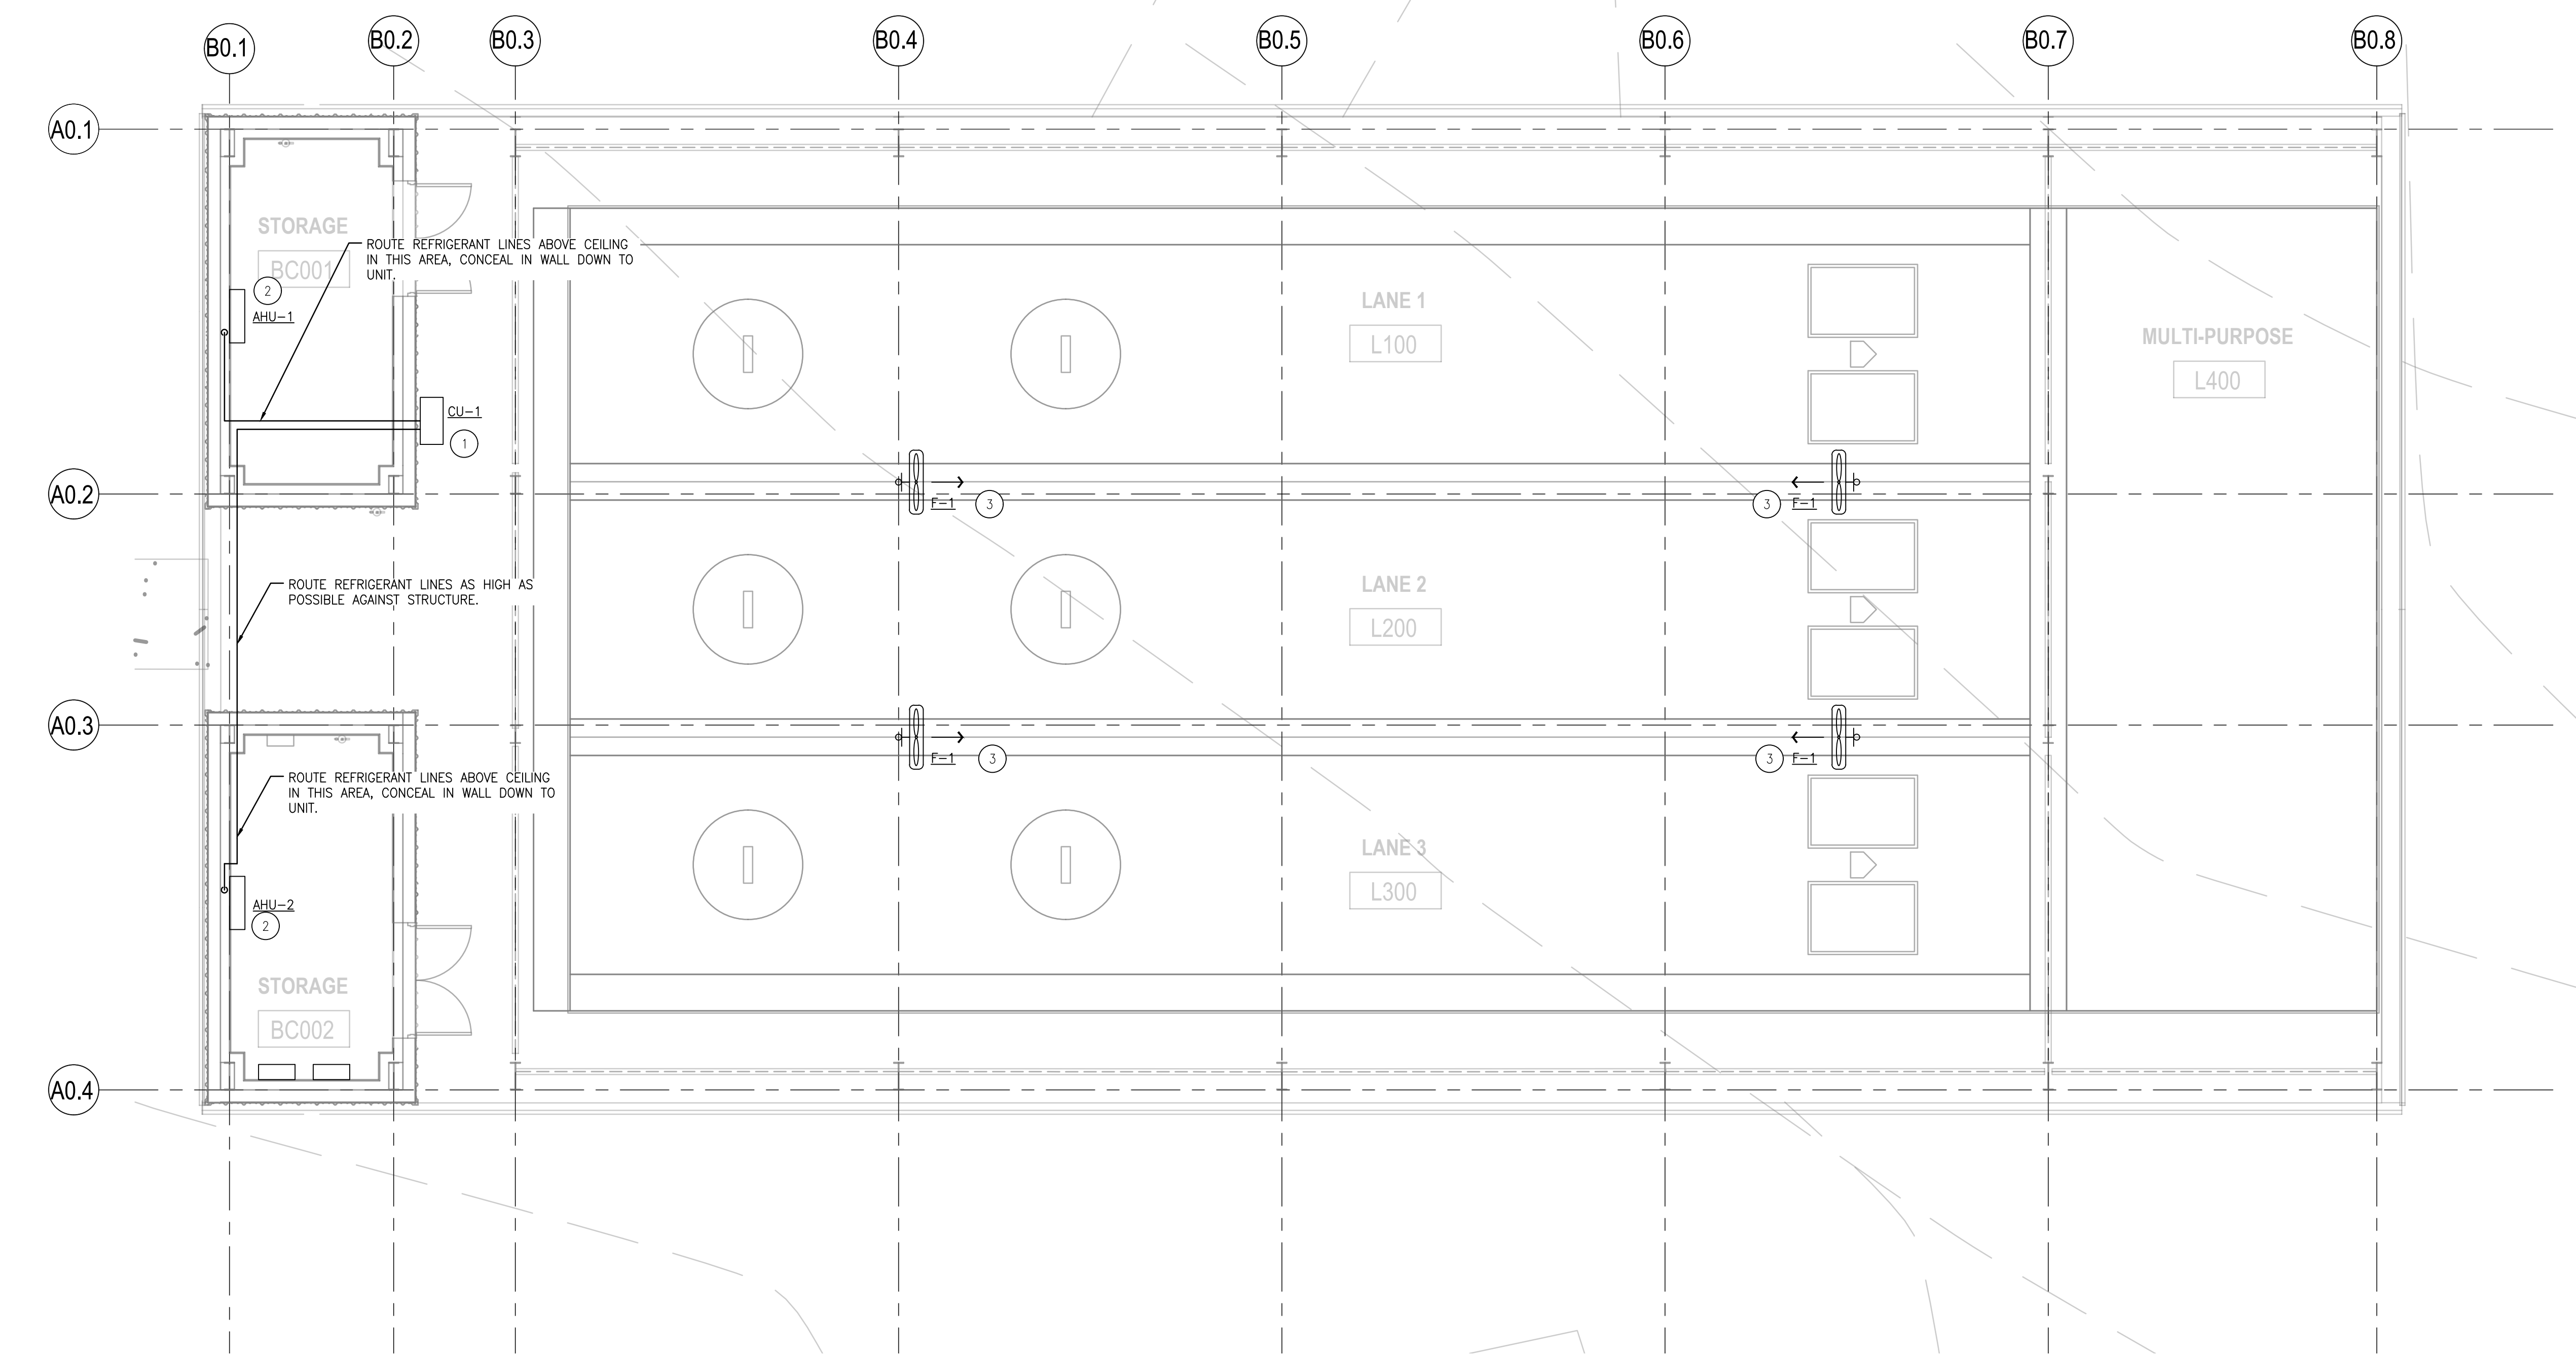 B0.1
B0.2
B0.3
B0.4
B0.5
B0.6
B0.7
B0.8
A0.1
STORAGE
BC001
ROUTE REFRIGERANT LINES ABOVE CEILING
IN THIS AREA, CONCEAL IN WALL DOWN TO
UNIT.
2
AHU-1
CU-1
1
LANE 1
L100
MULTI-PURPOSE
L400
A0.2
F-1
3
3
F-1
ROUTE REFRIGERANT LINES AS HIGH AS
POSSIBLE AGAINST STRUCTURE.
LANE 2
L200
A0.3
F-1
3
3
F-1
ROUTE REFRIGERANT LINES ABOVE CEILING
IN THIS AREA, CONCEAL IN WALL DOWN TO
UNIT.
LANE 3
L300
AHU-2
2
STORAGE
BC002
A0.4